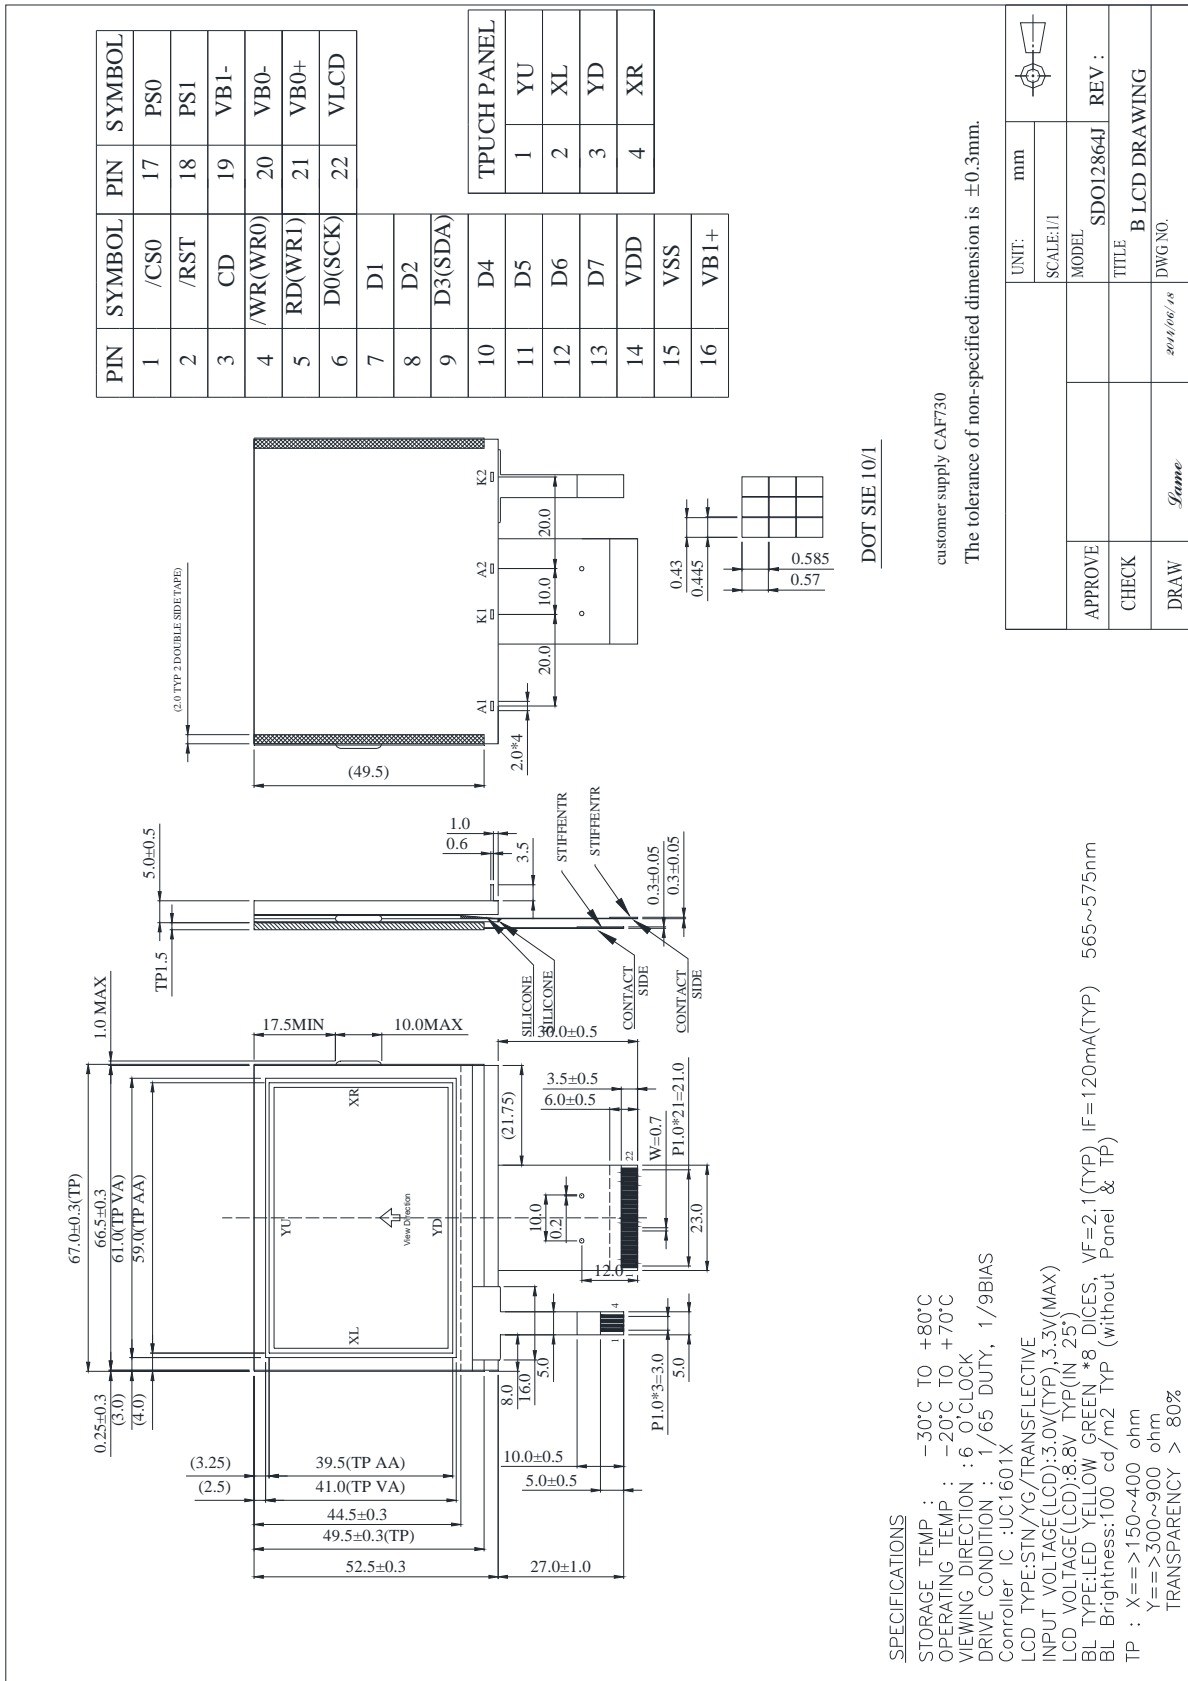 67.0±0.3(TP)
66.5±0.3
61.0(TP VA)
59.0(TP AA)
0.25±0.3
(3.0)
(4.0)
1.0 MAX
17.5MIN
10.0MAX
(3.25)
(2.5)
39.5(TP AA)
41.0(TP VA)
44.5±0.3
49.5±0.3(TP)
52.5±0.3
27.0±1.0
XL
XR
YU
YD
View Direction
8.0
16.0
5.0
10.0±0.5
5.0±0.5
P1.0*3=3.0
5.0
1
4
10.0
0.2
12.0
1
22
23.0
W=0.7
P1.0*21=21.0
(21.75)
30.0±0.5
3.5±0.5
6.0±0.5
TP1.5
5.0±0.5
1.0
0.6
3.5
SILICONE
SILICONE
CONTACT
SIDE
CONTACT
SIDE
STIFFENTR
STIFFENTR
0.3±0.05
0.3±0.05
(2.0 TYP 2 DOUBLE SIDE TAPE)
(49.5)
A1
K1
A2
K2
20.0
10.0
20.0
2.0*4
0.43
0.445
0.585
0.57
DOT SIE 10/1
PIN SYMBOL PIN SYMBOL
1 /CS0 17 PS0
2 /RST 18 PS1
3 CD 19 VB1-
4 /WR(WR0) 20 VB0-
5 RD(WR1) 21 VB0+
6 D0(SCK) 22 VLCD
7 D1
8 D2
9 D3(SDA)
10 D4
11 D5
12 D6
13 D7
14 VDD
15 VSS
16 VB1+
TPUCH PANEL
1 YU
2 XL
3 YD
4 XR
SPECIFICATIONS
STORAGE TEMP : -30°C TO +80°C
OPERATING TEMP : -20°C TO +70°C
VIEWING DIRECTION :6 O'CLOCK
DRIVE CONDITION : 1/65 DUTY, 1/9BIAS
Conroller IC :UC1601X
LCD TYPE:STN/YG/TRANSFLECTIVE
INPUT VOLTAGE(LCD):3.0V(TYP),3.3V(MAX)
LCD VOLTAGE(LCD):8.8V TYP(IN 25°)
BL TYPE:LED YELLOW GREEN *8 DICES, VF=2.1(TYP) IF=120mA(TYP) 565~575nm
BL Brightness:100 cd/m2 TYP (without Panel & TP)
TP : X==>150~400 ohm
Y==>300~900 ohm
TRANSPARENCY > 80%
customer supply CAF730
The tolerance of non-specified dimension is ±0.3mm.
UNIT: mm
SCALE:1/1
APPROVE
MODEL SDO12864J REV :
CHECK
TITLE B LCD DRAWING
DRAW Lame 2014/06/18
DWG NO.